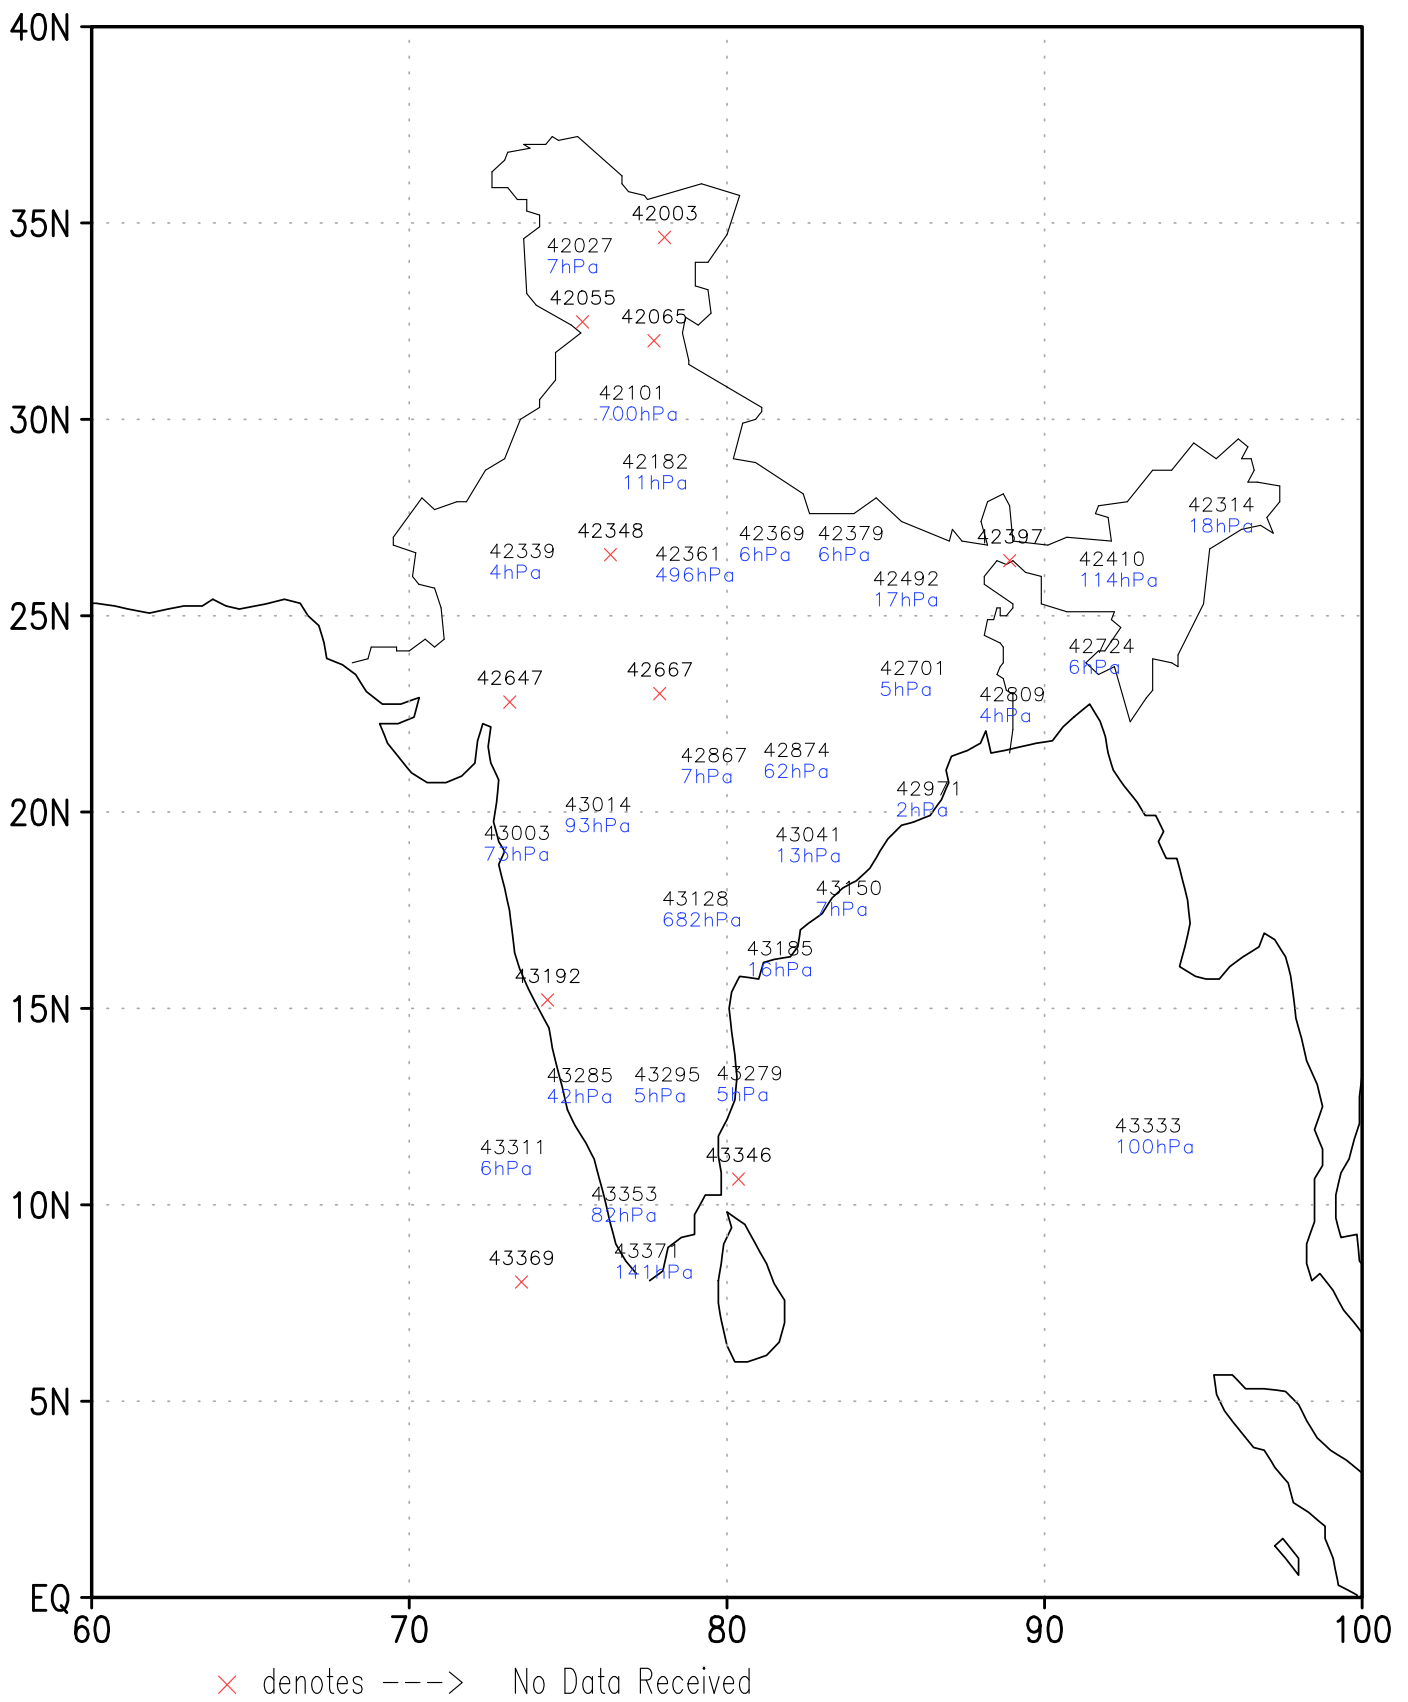 40N
35N
42003
42027
7hPa
42055
42065
42101
700hPa
30N
42182
11hPa
42314
18hPa
42348
42369
6hPa
42379
6hPa
42397
42339
4hPa
42361
496hPa
42410
114hPa
42492
17hPa
25N
42724
6hPa
42647
42667
42701
5hPa
42809
4hPa
42867
7hPa
42874
62hPa
42971
2hPa
20N
43014
93hPa
43003
73hPa
43041
13hPa
43128
682hPa
43150
7hPa
43185
16hPa
43192
15N
43285
42hPa
43295
5hPa
43279
5hPa
43333
100hPa
43311
6hPa
43346
43353
82hPa
10N
43369
43371
141hPa
5N
EQ
60 70 80 90 100
× denotes ---> No Data Received